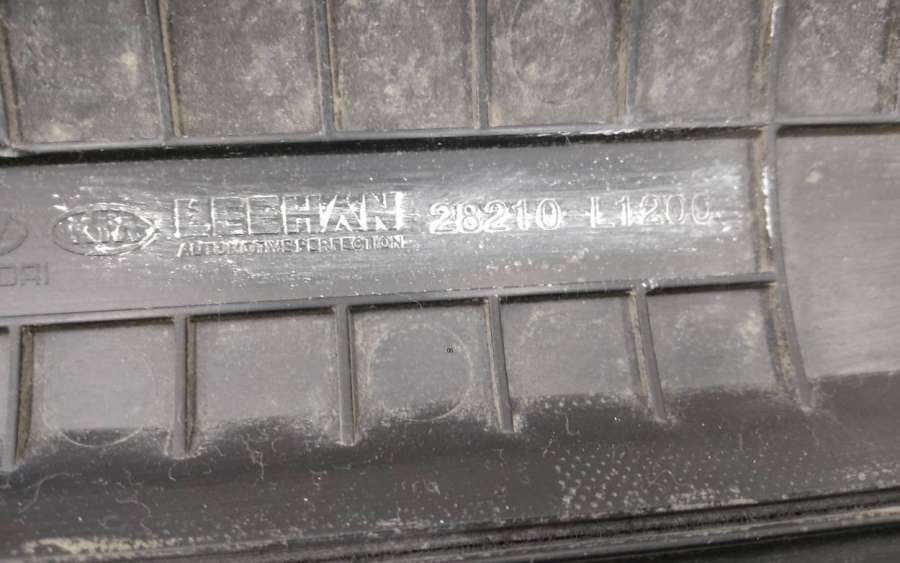 KIA LEEHAN 28210 L1200
AUTOMOTIVE PERFECTION